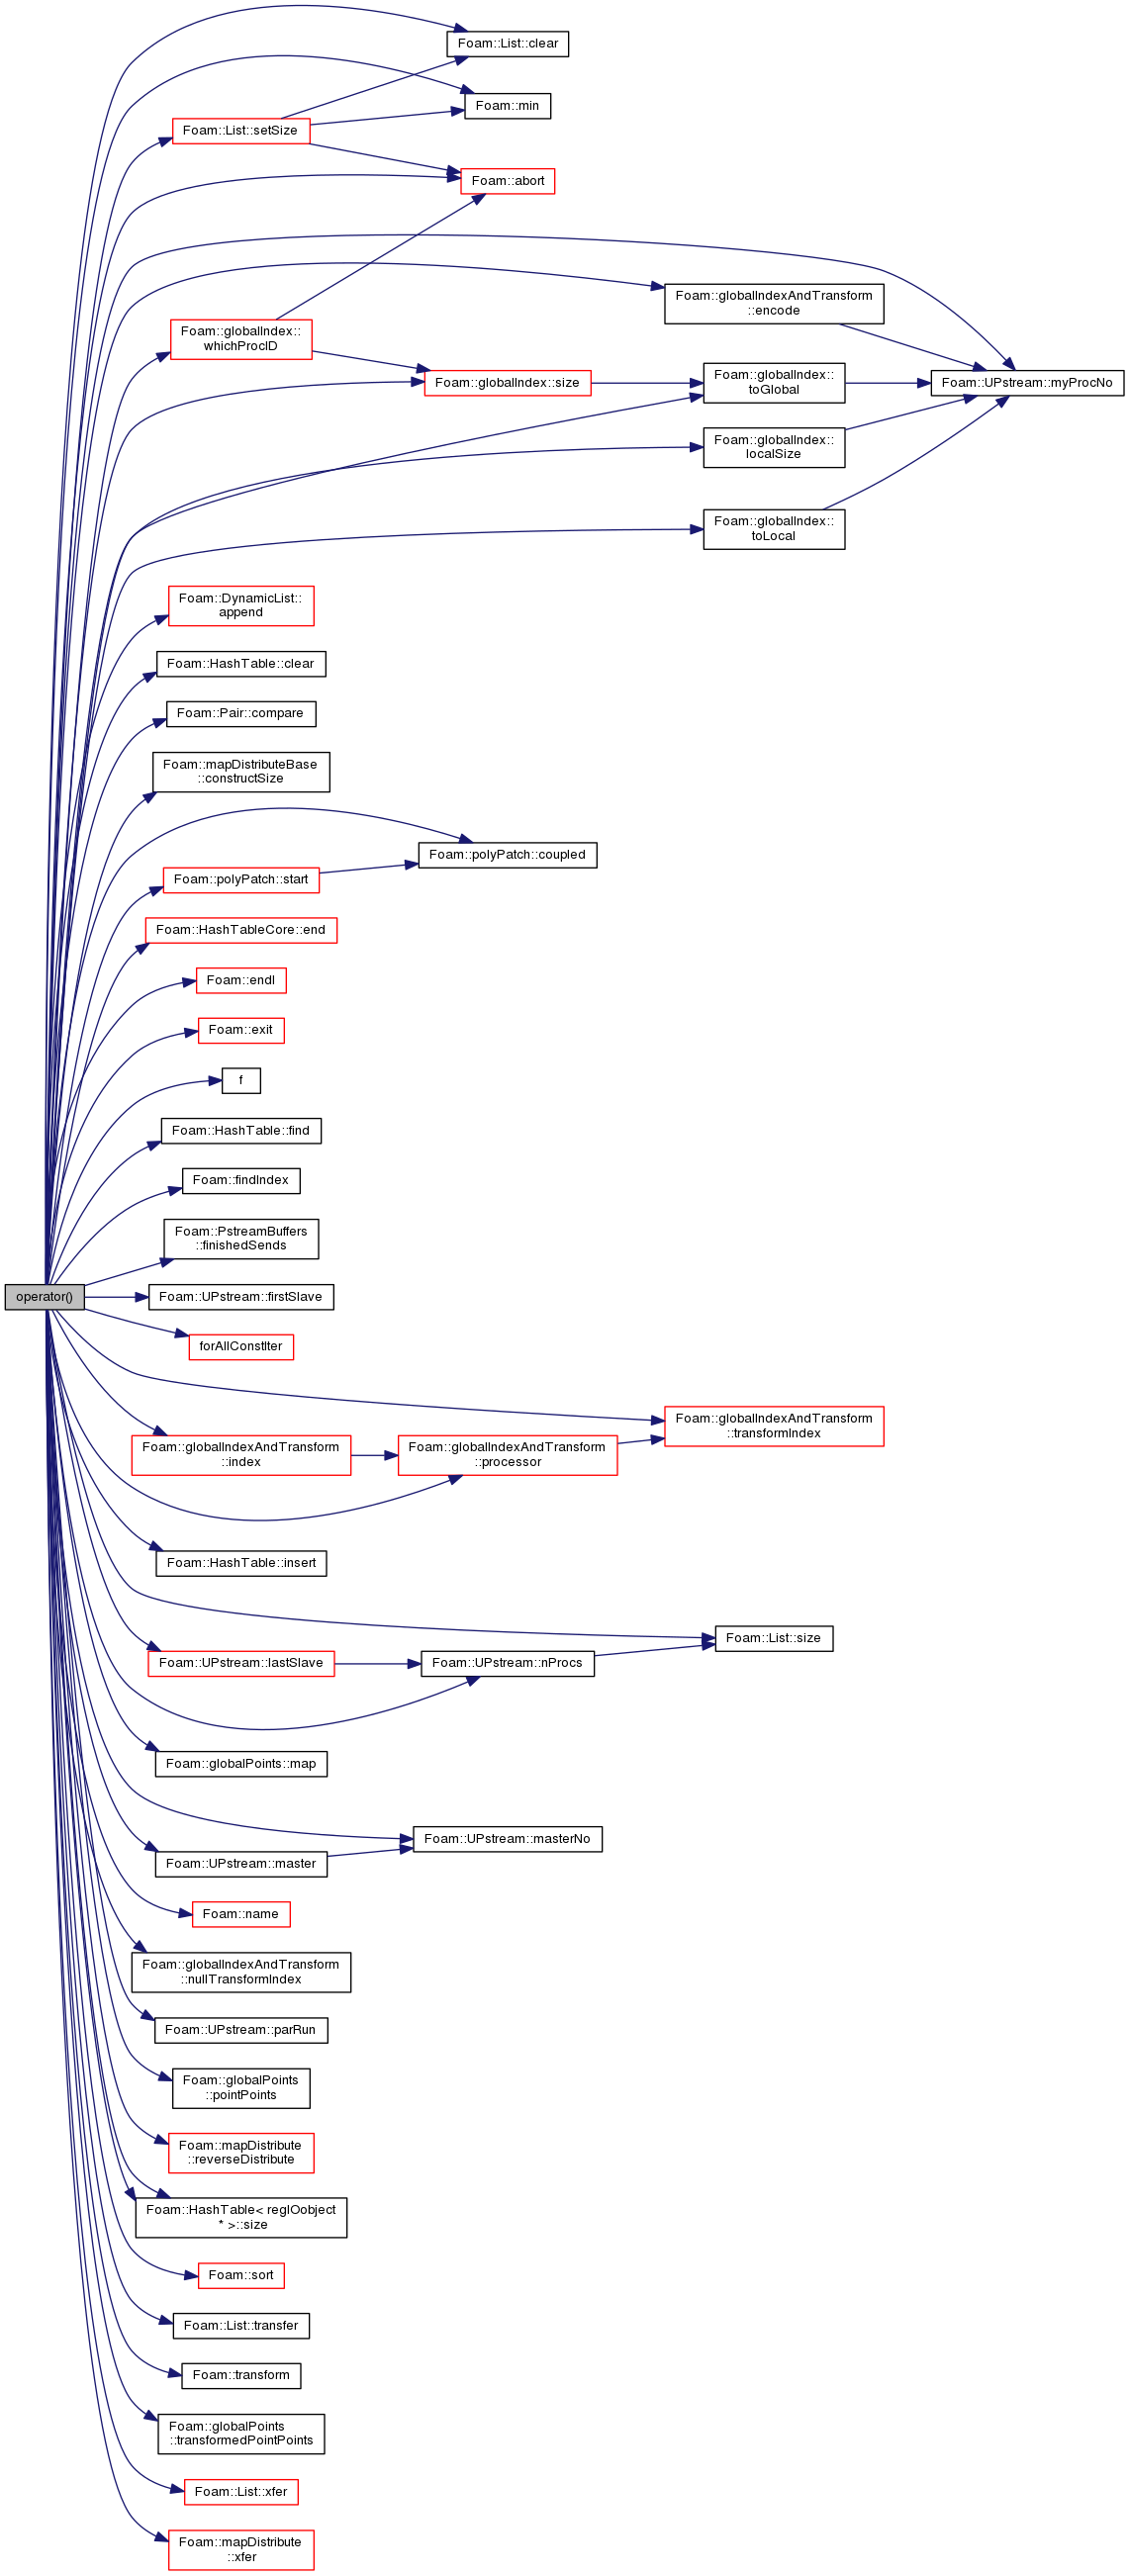 Foam::List::clear
Foam::min
Foam::List::setSize
Foam::abort
Foam::globalIndexAndTransform
::encode
Foam::globalIndex::
whichProcID
Foam::globalIndex::size
Foam::globalIndex::
toGlobal
Foam::UPstream::myProcNo
Foam::globalIndex::
localSize
Foam::globalIndex::
toLocal
Foam::DynamicList::
append
Foam::HashTable::clear
Foam::Pair::compare
Foam::mapDistributeBase
::constructSize
Foam::polyPatch::coupled
Foam::polyPatch::start
Foam::HashTableCore::end
Foam::endl
Foam::exit
f
Foam::HashTable::find
Foam::findIndex
Foam::PstreamBuffers
::finishedSends
operator()
Foam::UPstream::firstSlave
forAllConstIter
Foam::globalIndexAndTransform
::transformIndex
Foam::globalIndexAndTransform
::index
Foam::globalIndexAndTransform
::processor
Foam::HashTable::insert
Foam::List::size
Foam::UPstream::lastSlave
Foam::UPstream::nProcs
Foam::globalPoints::map
Foam::UPstream::masterNo
Foam::UPstream::master
Foam::name
Foam::globalIndexAndTransform
::nullTransformIndex
Foam::UPstream::parRun
Foam::globalPoints
::pointPoints
Foam::mapDistribute
::reverseDistribute
Foam::HashTable< regIOobject
* >::size
Foam::sort
Foam::List::transfer
Foam::transform
Foam::globalPoints
::transformedPointPoints
Foam::List::xfer
Foam::mapDistribute
::xfer